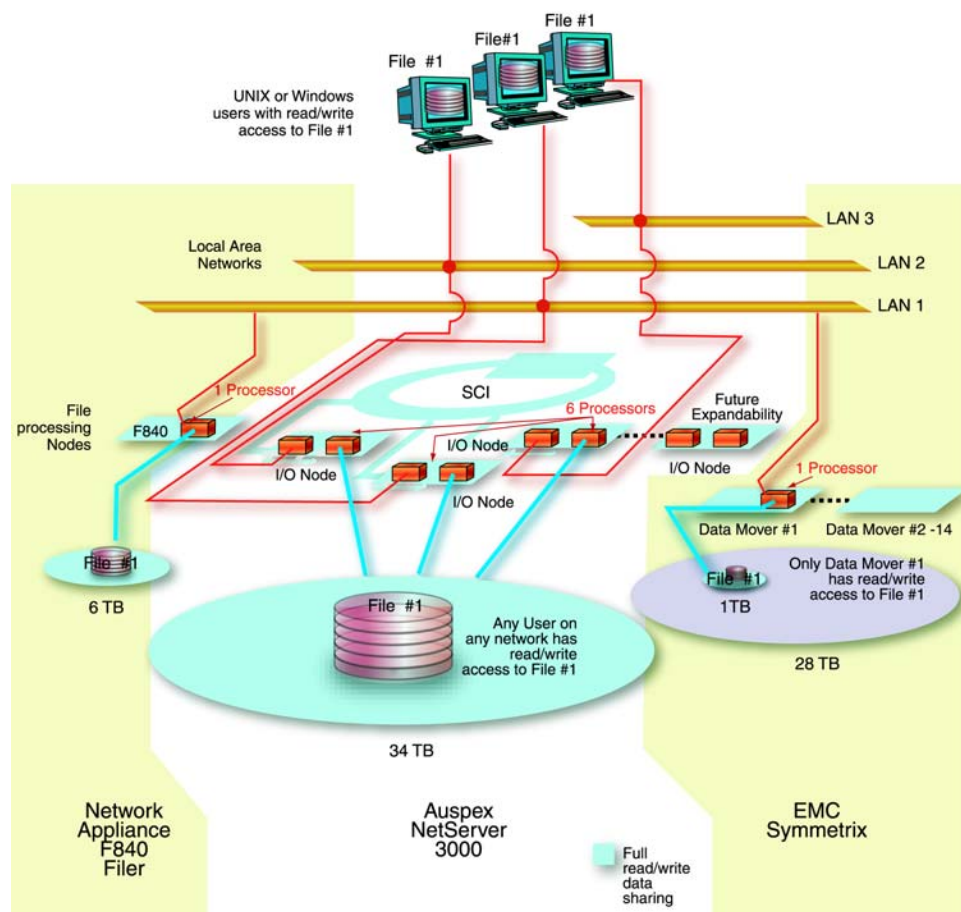 File #1
File#1
File #1
UNIX or Windows
users with read/write
access to File #1
LAN 3
Local Area
Networks
LAN 2
LAN 1
SCI
1 Processor
6 Processors
Future
Expandability
File
processing
Nodes
F840
I/O Node
I/O Node
I/O Node
I/O Node
1 Processor
Data Mover #1
Data Mover #2 -14
File #1
6 TB
File #1
Any User on
any network has
read/write
access to File #1
34 TB
Only Data Mover #1
has read/write
access to File #1
File #1
1TB
28 TB
Network
Appliance
F840
Filer
Auspex
NetServer
3000
EMC
Symmetrix
Full
read/write
data
sharing